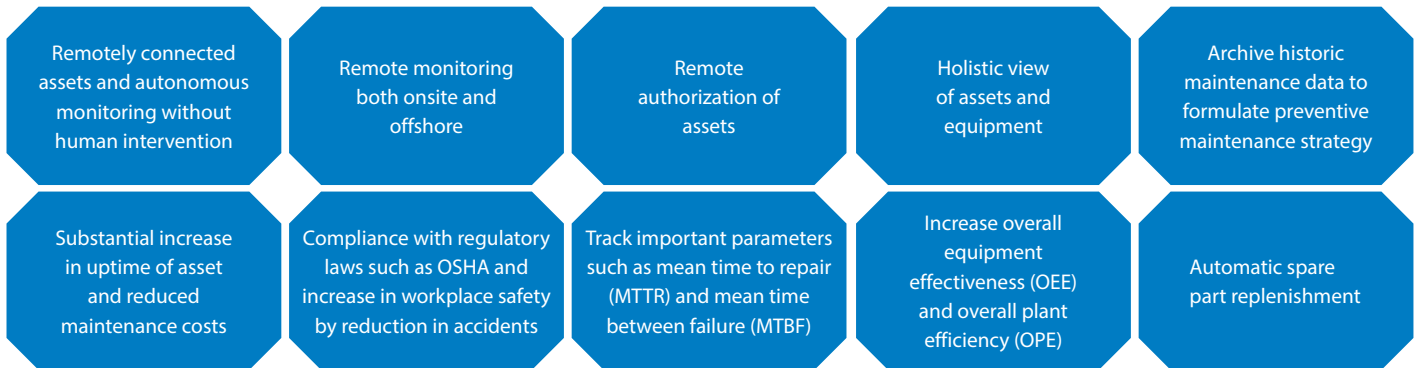 Remotely connected
assets and autonomous
monitoring without
human intervention
Remote monitoring
both onsite and
offshore
Remote
authorization of
assets
Holistic view
of assets and
equipment
Archive historic
maintenance data to
formulate preventive
maintenance strategy
Substantial increase
in uptime of asset
and reduced
maintenance costs
Compliance with regulatory
laws such as OSHA and
increase in workplace safety
by reduction in accidents
Track important parameters
such as mean time to repair
(MTTR) and mean time
between failure (MTBF)
Increase overall
equipment
effectiveness (OEE)
and overall plant
efficiency (OPE)
Automatic spare
part replenishment